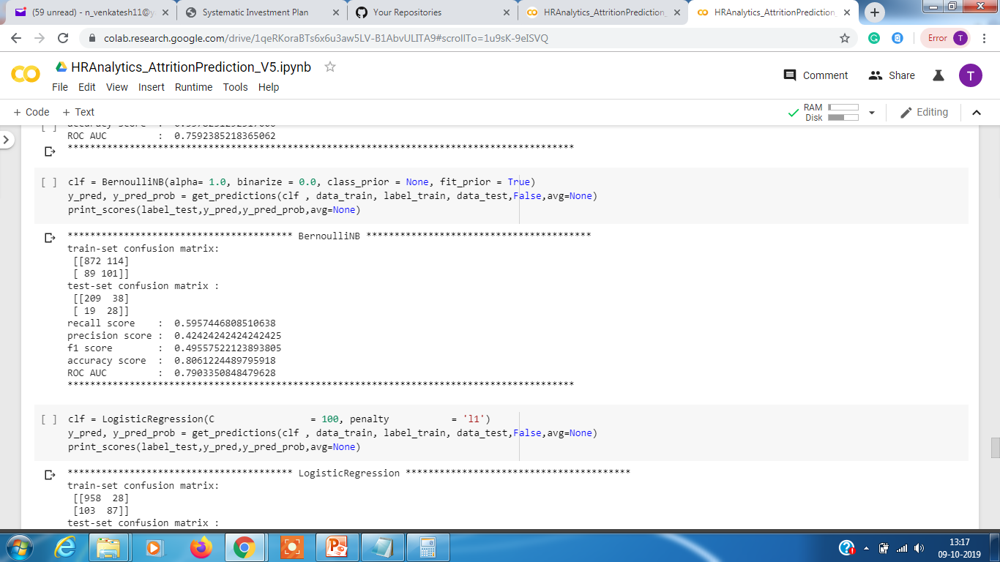 (59 unread) - n_venkatesh11@y
Systematic Investment Plan
Your Repositories
HRAnalytics_AttritionPrediction_
HRAnalytics_AttritionPrediction_
colab.research.google.com/drive/1qeRKoraBTs6x6u3aw5LV-B1AbvULITA9#scrollTo=1u9sK-9eISVQ
Error T
HRAnalytics_AttritionPrediction_V5.ipynb
Comment Share T
File Edit View Insert Runtime Tools Help
+ Code + Text
RAM
Disk
Editing
[ ]
ROC AUC : 0.7592385218365062
******************************************************************************************
[ ] clf = BernoulliNB(alpha= 1.0, binarize = 0.0, class_prior = None, fit_prior = True)
y_pred, y_pred_prob = get_predictions(clf , data_train, label_train, data_test,False,avg=None)
print_scores(label_test,y_pred,y_pred_prob,avg=None)
**************************************** BernoulliNB ****************************************
train-set confusion matrix:
[[872 114]
[ 89 101]]
test-set confusion matrix :
[[209 38]
[ 19 28]]
recall score : 0.5957446808510638
precision score : 0.42424242424242425
f1 score : 0.49557522123893805
accuracy score : 0.8061224489795918
ROC AUC : 0.7903350848479628
******************************************************************************************
[ ] clf = LogisticRegression(C = 100, penalty = 'l1')
y_pred, y_pred_prob = get_predictions(clf , data_train, label_train, data_test,False,avg=None)
print_scores(label_test,y_pred,y_pred_prob,avg=None)
**************************************** LogisticRegression ****************************************
train-set confusion matrix:
[[958 28]
[103 87]]
test-set confusion matrix :
13:17
09-10-2019